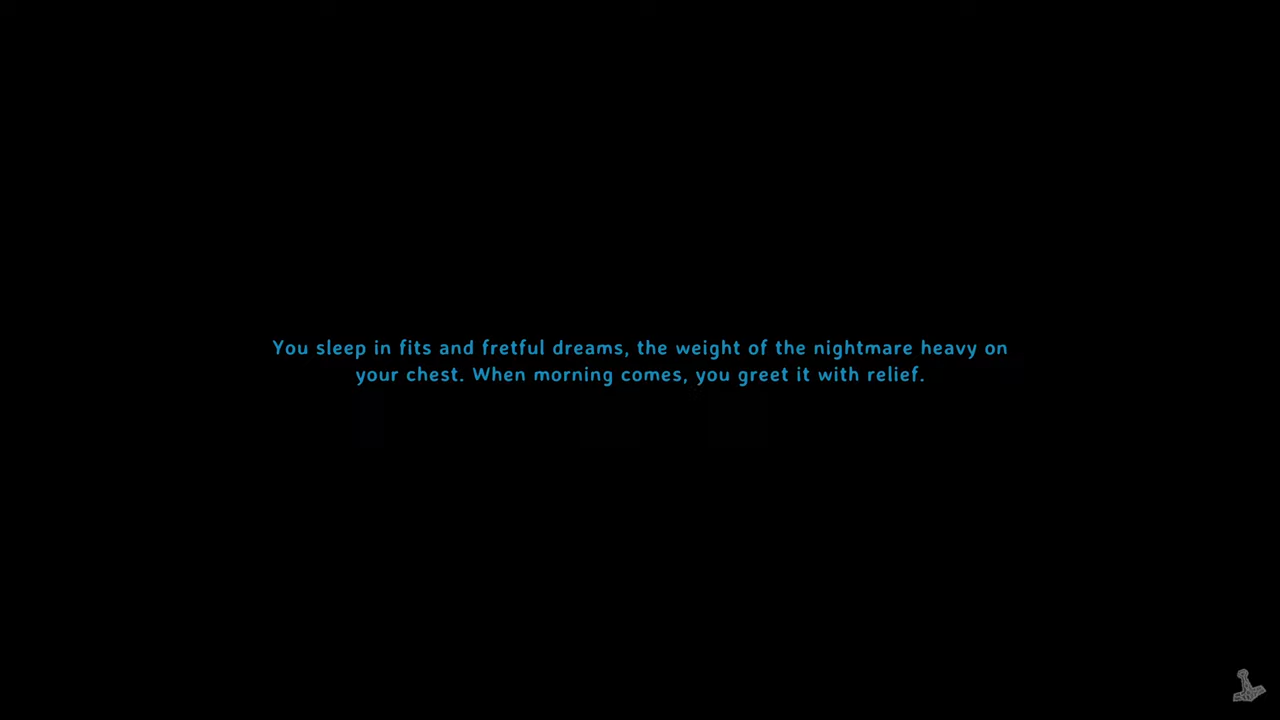 You sleep in fits and fretful dreams, the weight of the nightmare heavy on
your chest. When morning comes, you greet it with relief.